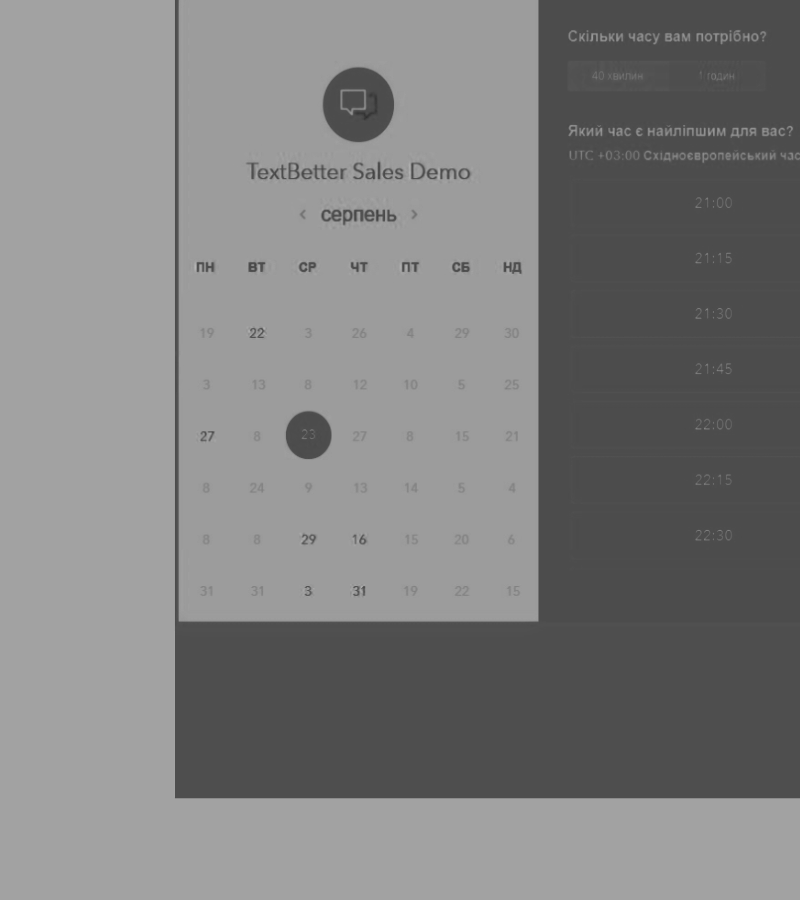 TextBetter Sales Demo
‹ серпень ›
ПН ВТ СР ЧТ ПТ СБ НД
19 22 3 26 4 29 30
3 13 8 12 10 5 25
27 8 23 27 8 15 21
8 24 9 13 14 5 4
8 8 29 16 15 20 6
31 31 3 31 19 22 15
Скільки часу вам потрібно?
40 хвилин 1 годин
Який час є найліпшим для вас?
UTC +03:00 Східноєвропейський час
21:00
21:15
21:30
21:45
22:00
22:15
22:30